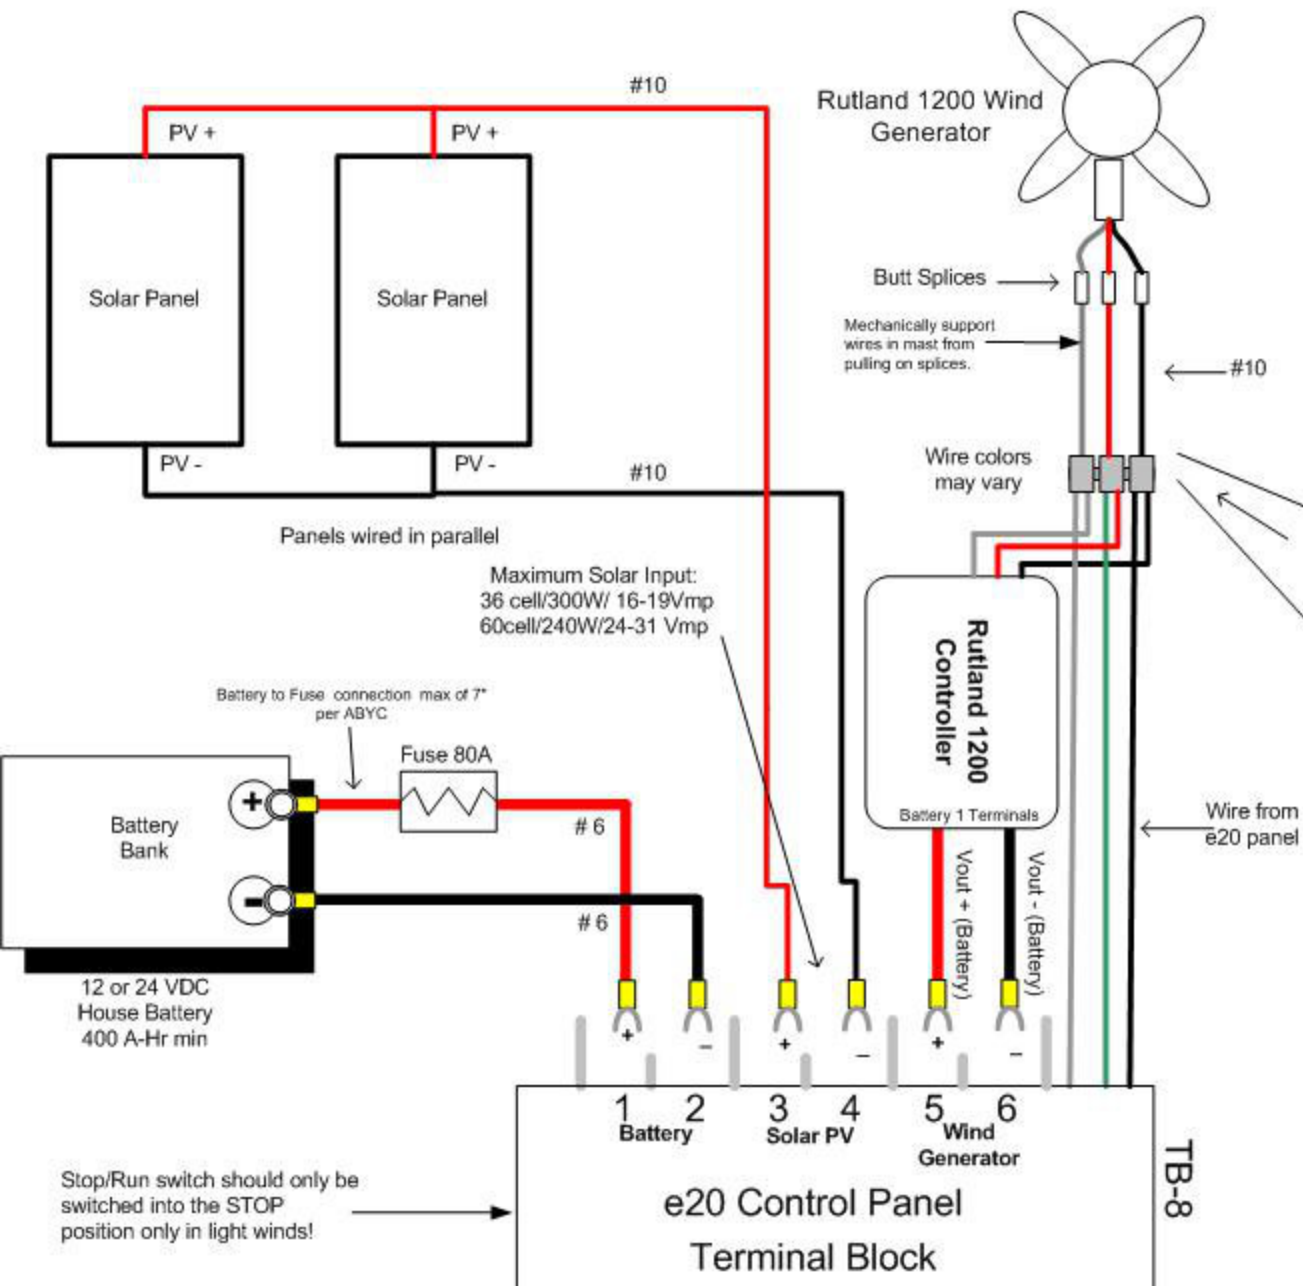 #10
Rutland 1200 Wind
Generator
PV +
PV +
Solar Panel
Solar Panel
Butt Splices
Mechanically support
wires in mast from
pulling on splices.
#10
PV -
PV -
#10
Wire colors
may vary
Panels wired in parallel
Maximum Solar Input:
36 cell/300W/ 16-19Vmp
60cell/240W/24-31 Vmp
Rutland 1200
Controller
Battery to Fuse connection max of 7"
per ABYC
Fuse 80A
+
Battery
Bank
-
# 6
# 6
Battery 1 Terminals
Wire from
e20 panel
Vout + (Battery)
Vout - (Battery)
12 or 24 VDC
House Battery
400 A-Hr min
+
–
+
–
+
–
1 2 3 4 5 6
Battery
Solar PV
Wind
Generator
TB-8
Stop/Run switch should only be
switched into the STOP
position only in light winds!
e20 Control Panel
Terminal Block